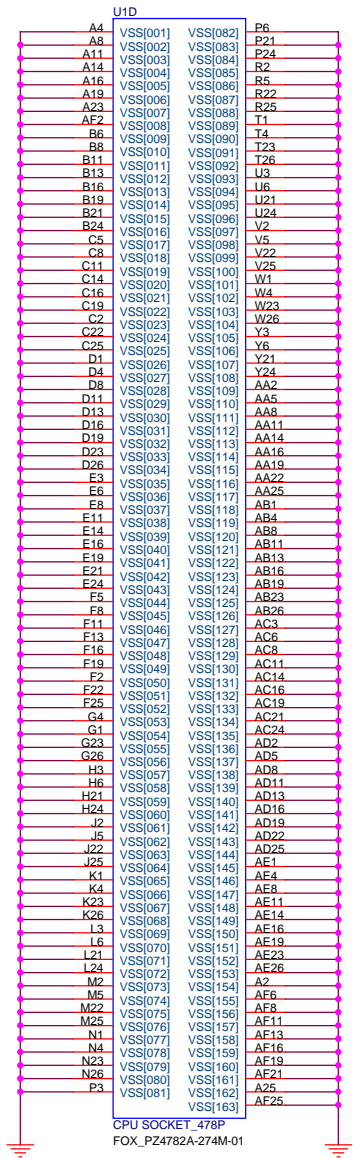 U1D
A4 VSS[001] VSS[082] P6
A8 VSS[002] VSS[083] P21
A11 VSS[003] VSS[084] P24
A14 VSS[004] VSS[085] R2
A16 VSS[005] VSS[086] R5
A19 VSS[006] VSS[087] R22
A23 VSS[007] VSS[088] R25
AF2 VSS[008] VSS[089] T1
B6 VSS[009] VSS[090] T4
B8 VSS[010] VSS[091] T23
B11 VSS[011] VSS[092] T26
B13 VSS[012] VSS[093] U3
B16 VSS[013] VSS[094] U6
B19 VSS[014] VSS[095] U21
B21 VSS[015] VSS[096] U24
B24 VSS[016] VSS[097] V2
C5 VSS[017] VSS[098] V5
C8 VSS[018] VSS[099] V22
C11 VSS[019] VSS[100] V25
C14 VSS[020] VSS[101] W1
C16 VSS[021] VSS[102] W4
C19 VSS[022] VSS[103] W23
C2 VSS[023] VSS[104] W26
C22 VSS[024] VSS[105] Y3
C25 VSS[025] VSS[106] Y6
D1 VSS[026] VSS[107] Y21
D4 VSS[027] VSS[108] Y24
D8 VSS[028] VSS[109] AA2
D11 VSS[029] VSS[110] AA5
D13 VSS[030] VSS[111] AA8
D16 VSS[031] VSS[112] AA11
D19 VSS[032] VSS[113] AA14
D23 VSS[033] VSS[114] AA16
D26 VSS[034] VSS[115] AA19
E3 VSS[035] VSS[116] AA22
E6 VSS[036] VSS[117] AA25
E8 VSS[037] VSS[118] AB1
E11 VSS[038] VSS[119] AB4
E14 VSS[039] VSS[120] AB8
E16 VSS[040] VSS[121] AB11
E19 VSS[041] VSS[122] AB13
E21 VSS[042] VSS[123] AB16
E24 VSS[043] VSS[124] AB19
F5 VSS[044] VSS[125] AB23
F8 VSS[045] VSS[126] AB26
F11 VSS[046] VSS[127] AC3
F13 VSS[047] VSS[128] AC6
F16 VSS[048] VSS[129] AC8
F19 VSS[049] VSS[130] AC11
F2 VSS[050] VSS[131] AC14
F22 VSS[051] VSS[132] AC16
F25 VSS[052] VSS[133] AC19
G4 VSS[053] VSS[134] AC21
G1 VSS[054] VSS[135] AC24
G23 VSS[055] VSS[136] AD2
G26 VSS[056] VSS[137] AD5
H3 VSS[057] VSS[138] AD8
H6 VSS[058] VSS[139] AD11
H21 VSS[059] VSS[140] AD13
H24 VSS[060] VSS[141] AD16
J2 VSS[061] VSS[142] AD19
J5 VSS[062] VSS[143] AD22
J22 VSS[063] VSS[144] AD25
J25 VSS[064] VSS[145] AE1
K1 VSS[065] VSS[146] AE4
K4 VSS[066] VSS[147] AE8
K23 VSS[067] VSS[148] AE11
K26 VSS[068] VSS[149] AE14
L3 VSS[069] VSS[150] AE16
L6 VSS[070] VSS[151] AE19
L21 VSS[071] VSS[152] AE23
L24 VSS[072] VSS[153] AE26
M2 VSS[073] VSS[154] A2
M5 VSS[074] VSS[155] AF6
M22 VSS[075] VSS[156] AF8
M25 VSS[076] VSS[157] AF11
N1 VSS[077] VSS[158] AF13
N4 VSS[078] VSS[159] AF16
N23 VSS[079] VSS[160] AF19
N26 VSS[080] VSS[161] AF21
P3 VSS[081] VSS[162] A25
VSS[163] AF25
CPU SOCKET_478P
FOX_PZ4782A-274M-01